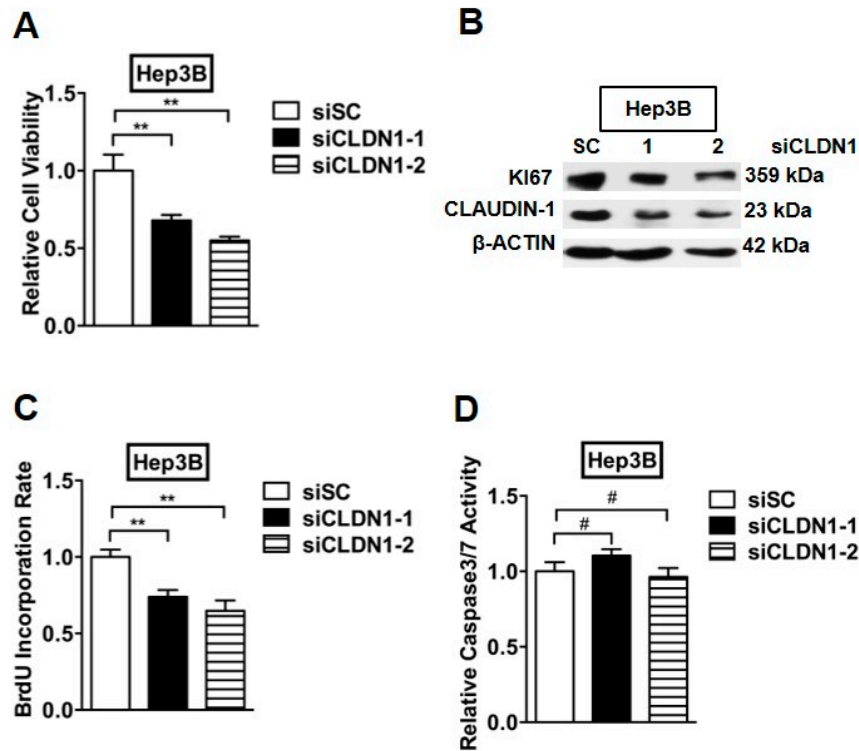 A
Hep3B
Relative Cell Viability
1.5
1.0
0.5
0.0
**
**
siSC
siCLDN1-1
siCLDN1-2
B
Hep3B
SC 1 2 siCLDN1
KI67 359 kDa
CLAUDIN-1 23 kDa
β-ACTIN 42 kDa
C
Hep3B
BrdU Incorporation Rate
1.5
1.0
0.5
0.0
**
**
siSC
siCLDN1-1
siCLDN1-2
D
Hep3B
Relative Caspase3/7 Activity
1.5
1.0
0.5
0.0
#
#
siSC
siCLDN1-1
siCLDN1-2